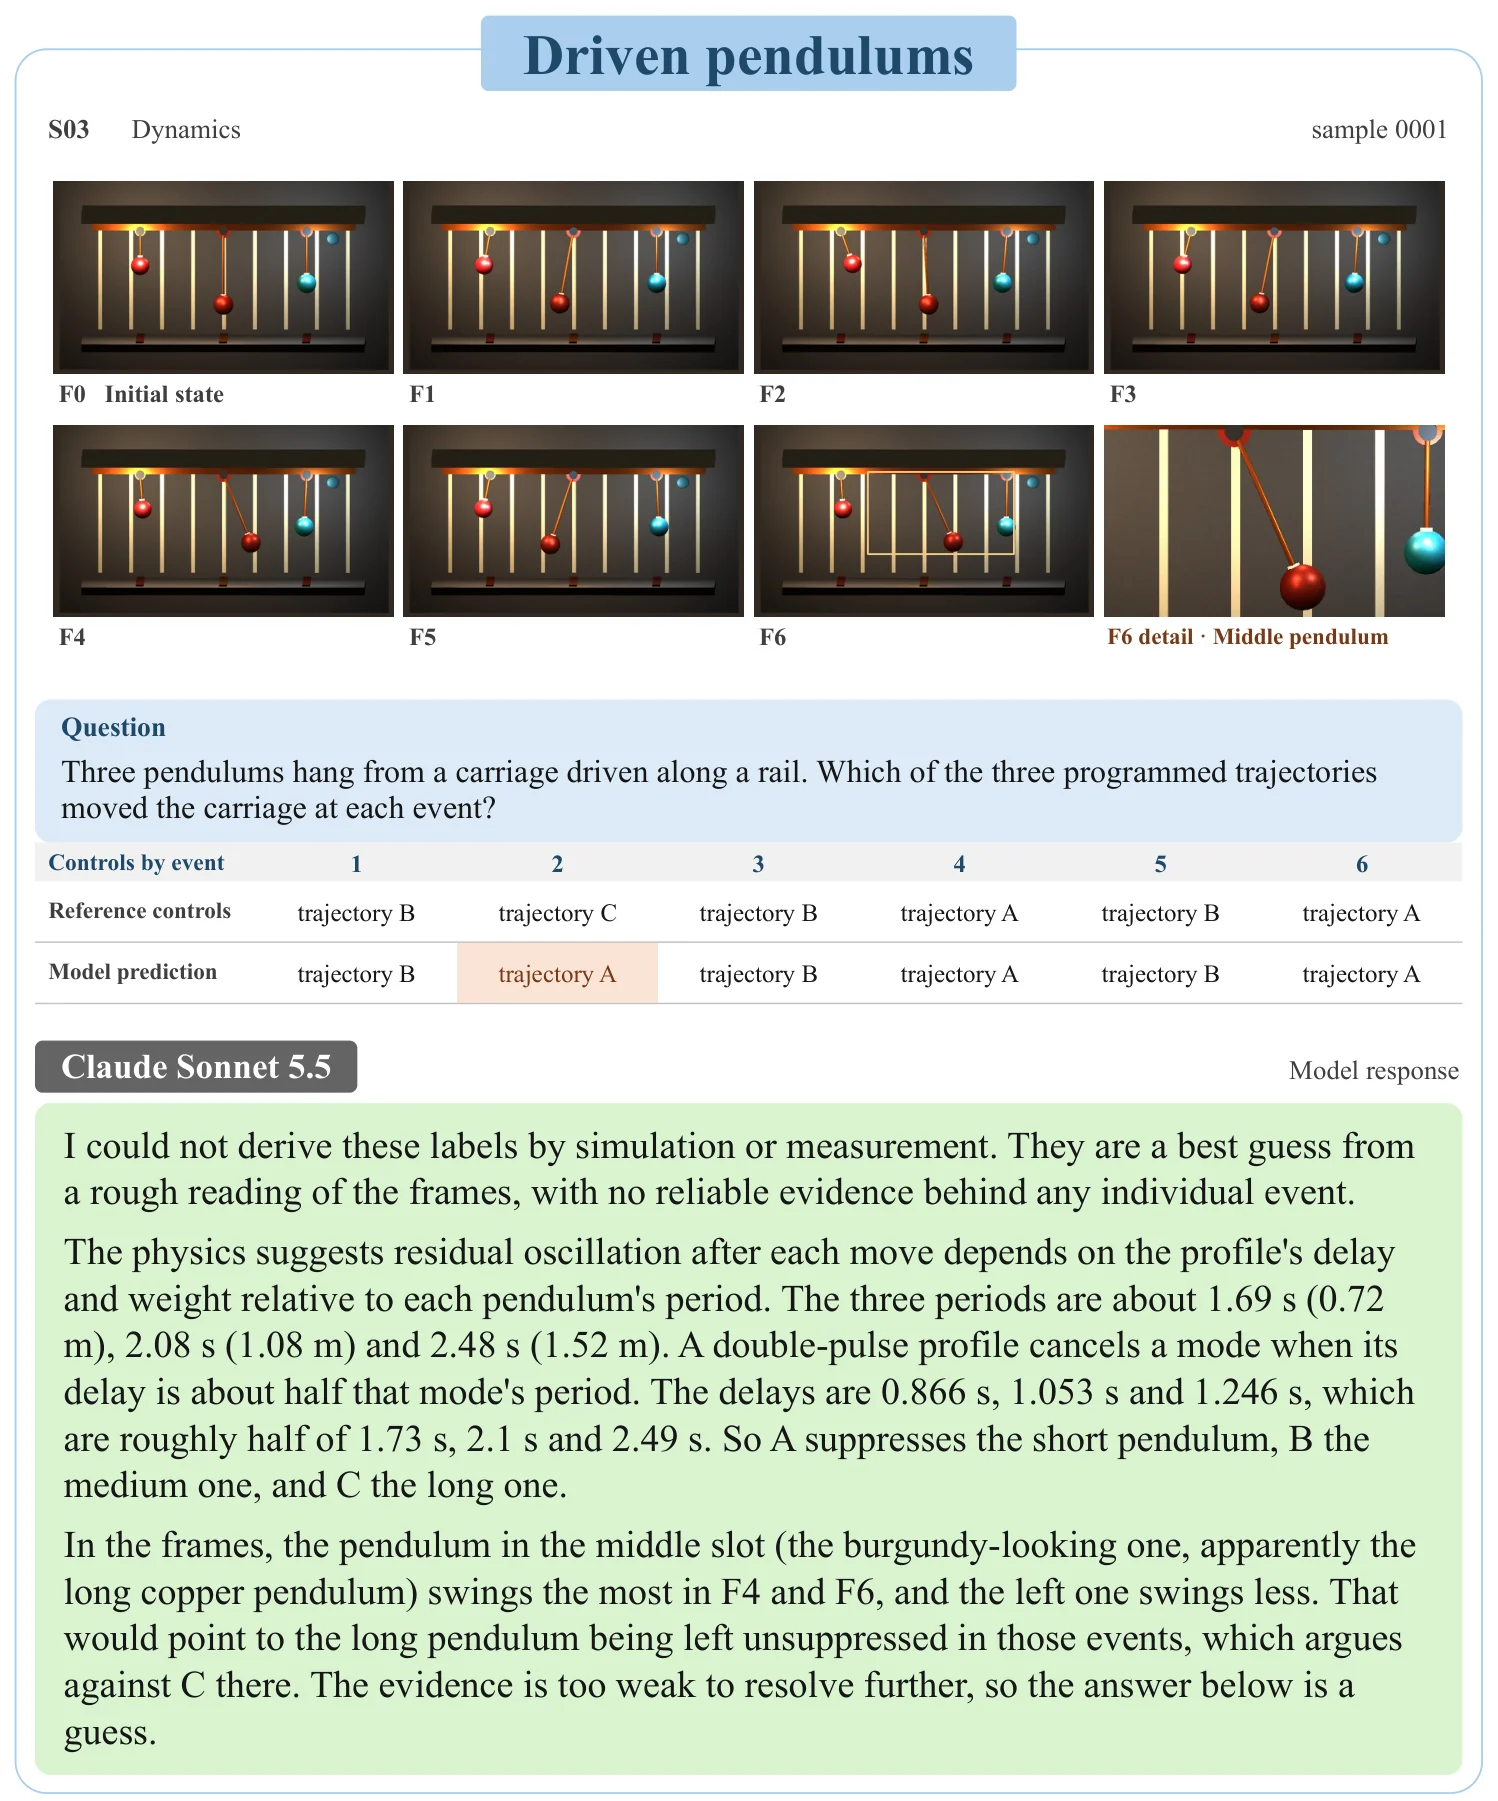 Driven pendulums
S03 Dynamics sample 0001
F0 Initial state F1 F2 F3
F4 F5 F6 F6 detail · Middle pendulum
Question
Three pendulums hang from a carriage driven along a rail. Which of the three programmed trajectories
moved the carriage at each event?
Controls by event 1 2 3 4 5 6
Reference controls trajectory B trajectory C trajectory B trajectory A trajectory B trajectory A
Model prediction trajectory B trajectory A trajectory B trajectory A trajectory B trajectory A
Claude Sonnet 5.5 Model response
I could not derive these labels by simulation or measurement. They are a best guess from
a rough reading of the frames, with no reliable evidence behind any individual event.
The physics suggests residual oscillation after each move depends on the profile's delay
and weight relative to each pendulum's period. The three periods are about 1.69 s (0.72
m), 2.08 s (1.08 m) and 2.48 s (1.52 m). A double-pulse profile cancels a mode when its
delay is about half that mode's period. The delays are 0.866 s, 1.053 s and 1.246 s, which
are roughly half of 1.73 s, 2.1 s and 2.49 s. So A suppresses the short pendulum, B the
medium one, and C the long one.
In the frames, the pendulum in the middle slot (the burgundy-looking one, apparently the
long copper pendulum) swings the most in F4 and F6, and the left one swings less. That
would point to the long pendulum being left unsuppressed in those events, which argues
against C there. The evidence is too weak to resolve further, so the answer below is a
guess.